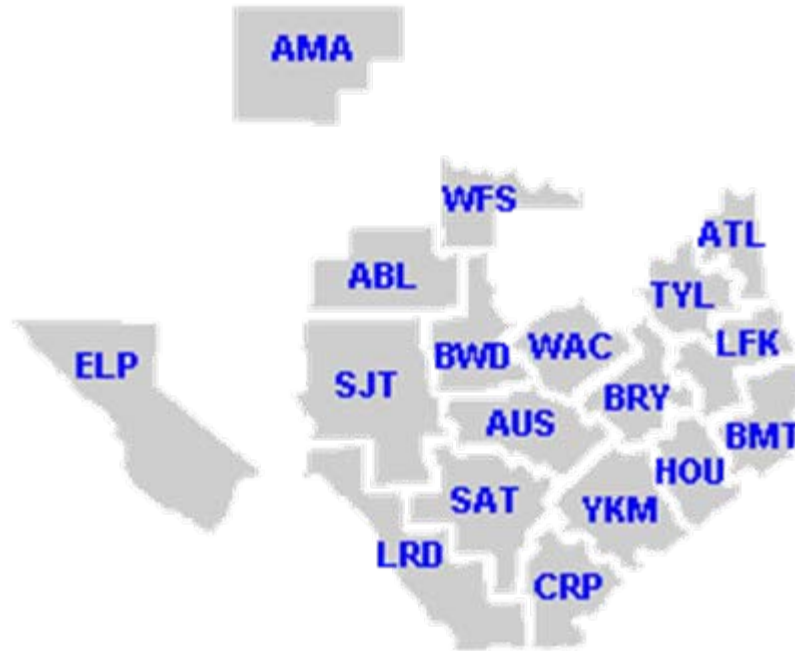 AMA
WFS
ATL
ABL
TYL
ELP
BWD
WAC
LFK
SJT
BRY
AUS
BMT
HOU
SAT
YKM
LRD
CRP